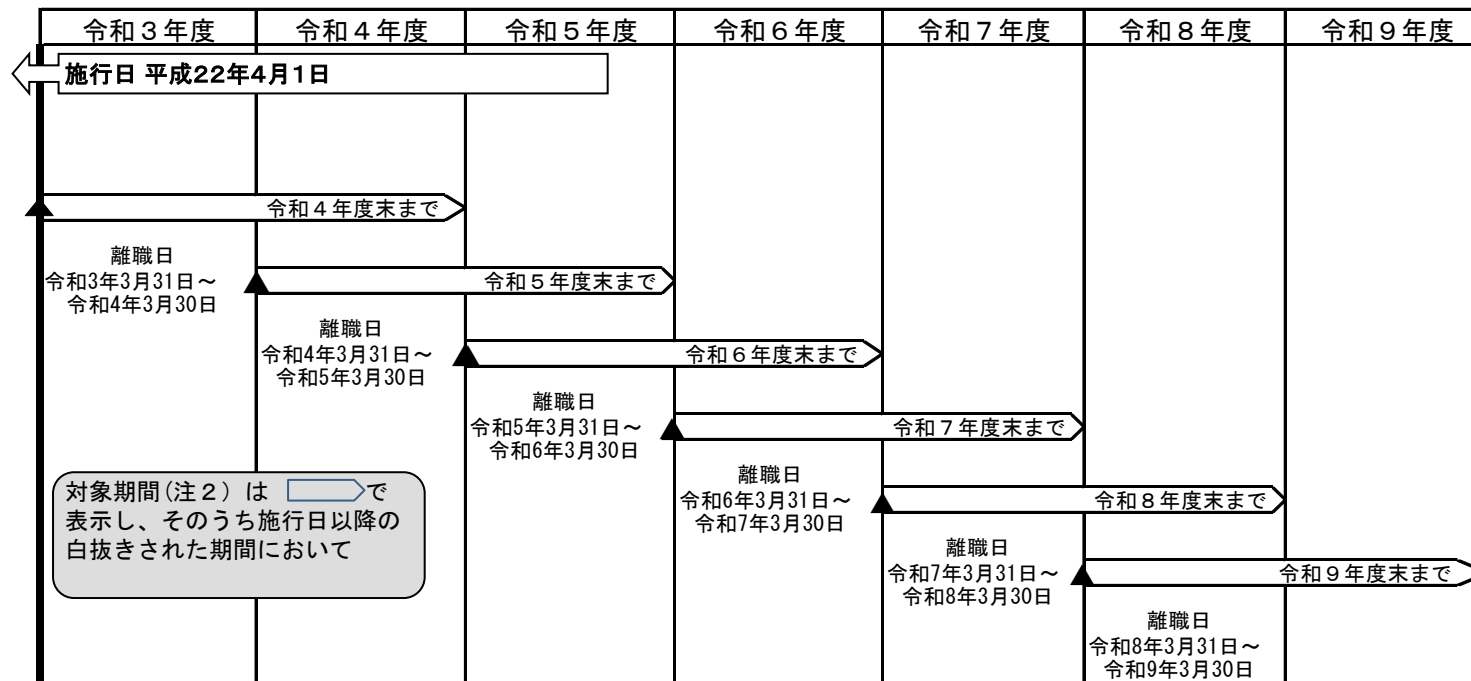 令和３年度 令和４年度 令和５年度 令和６年度 令和７年度 令和８年度 令和９年度
施行日 平成22年4月1日
令和４年度末まで
離職日
令和3年3月31日～
令和4年3月30日
令和５年度末まで
離職日
令和4年3月31日～
令和5年3月30日
令和６年度末まで
離職日
令和5年3月31日～
令和6年3月30日
令和７年度末まで
離職日
令和6年3月31日～
令和7年3月30日
令和８年度末まで
離職日
令和7年3月31日～
令和8年3月30日
令和９年度末まで
離職日
令和8年3月31日～
令和9年3月30日
対象期間(注２）は で
表示し、そのうち施行日以降の
白抜きされた期間において